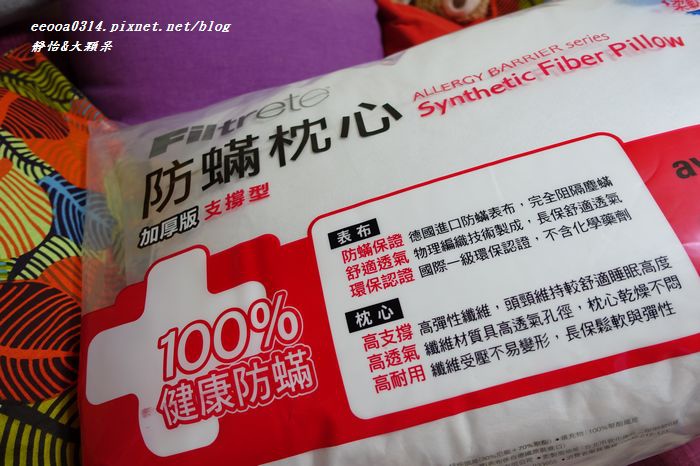 eeooa0314.pixnet.net/blog
靜怡&大顆呆
Filtrete
ALLERGY BARRIER series
Synthetic Fiber Pillow
防蟎枕心
加厚版 支撐型
表布
防蟎保證 德國進口防蟎表布，完全阻隔塵蟎
舒適透氣 物理編織技術製成，長保舒適透氣
環保認證 國際一級環保認證，不含化學藥劑
枕心
高支撐 高彈性纖維，頭頸維持較舒適睡眠高度
高透氣 纖維材質具高透氣孔徑，枕心乾燥不悶
高耐用 纖維受壓不易變形，長保鬆軟與彈性
100%
健康防蟎